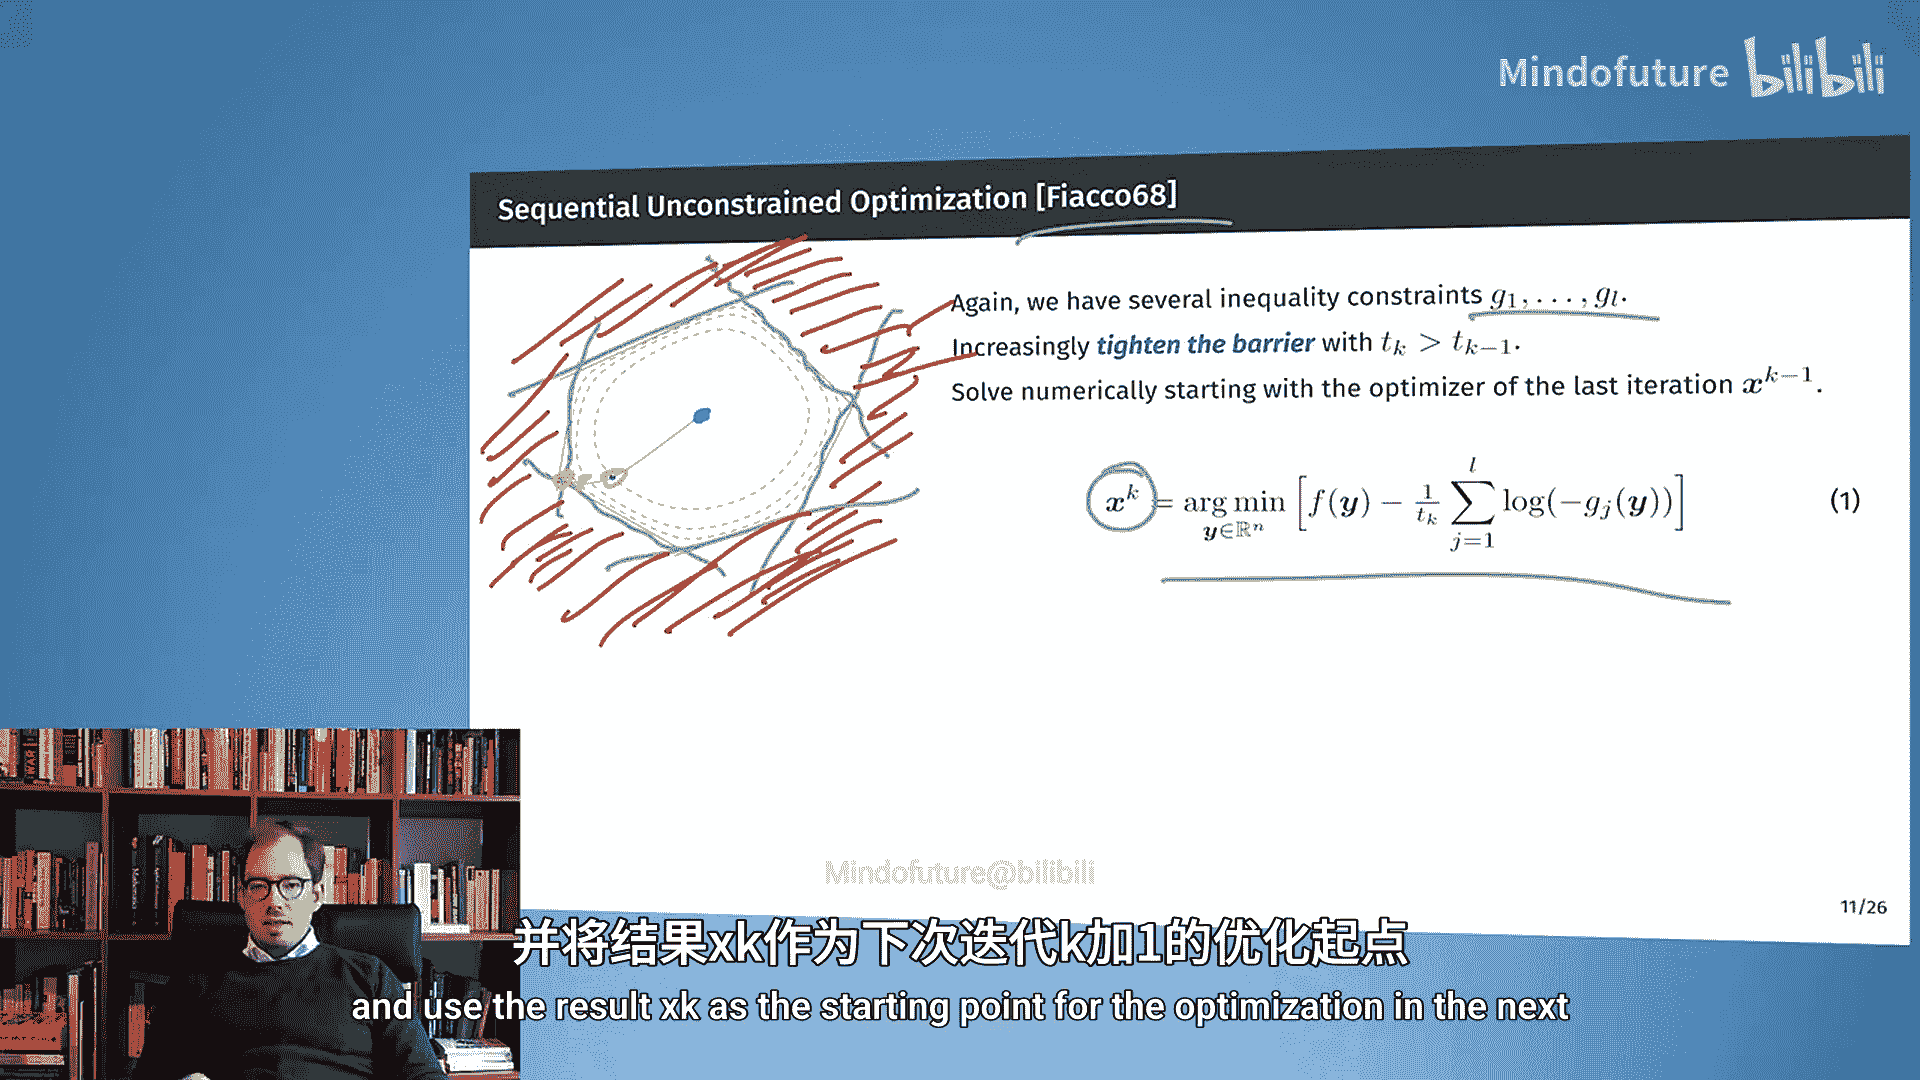 Mindofuture bilibili
Sequential Unconstrained Optimization [Fiacco68]
Again, we have several inequality constraints g₁, . . . , gₗ.
Increasingly tighten the barrier with tₖ > tₖ₋₁.
Solve numerically starting with the optimizer of the last iteration xᵏ⁻¹.
xᵏ = arg min_{y∈ℝⁿ} [f(y) − 1/tₖ ∑_{j=1}^{l} log(−gⱼ(y))] (1)
11/26
Mindofuture@bilibili
并将结果xk作为下次迭代k加1的优化起点
and use the result xk as the starting point for the optimization in the next